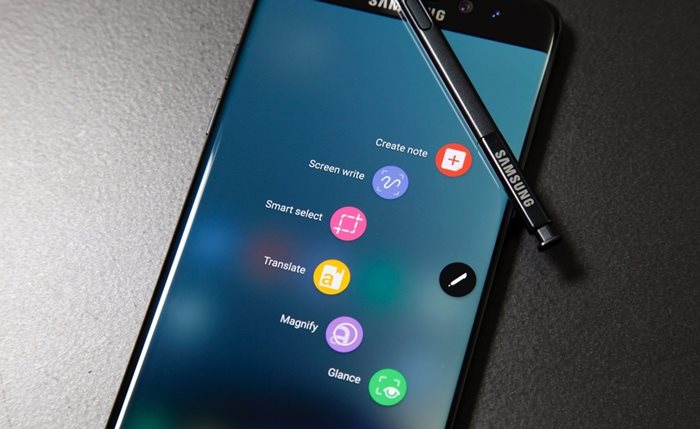 SAMSUNG
Create note
Screen write
Smart select
Translate
Magnify
Glance
SAMSUNG